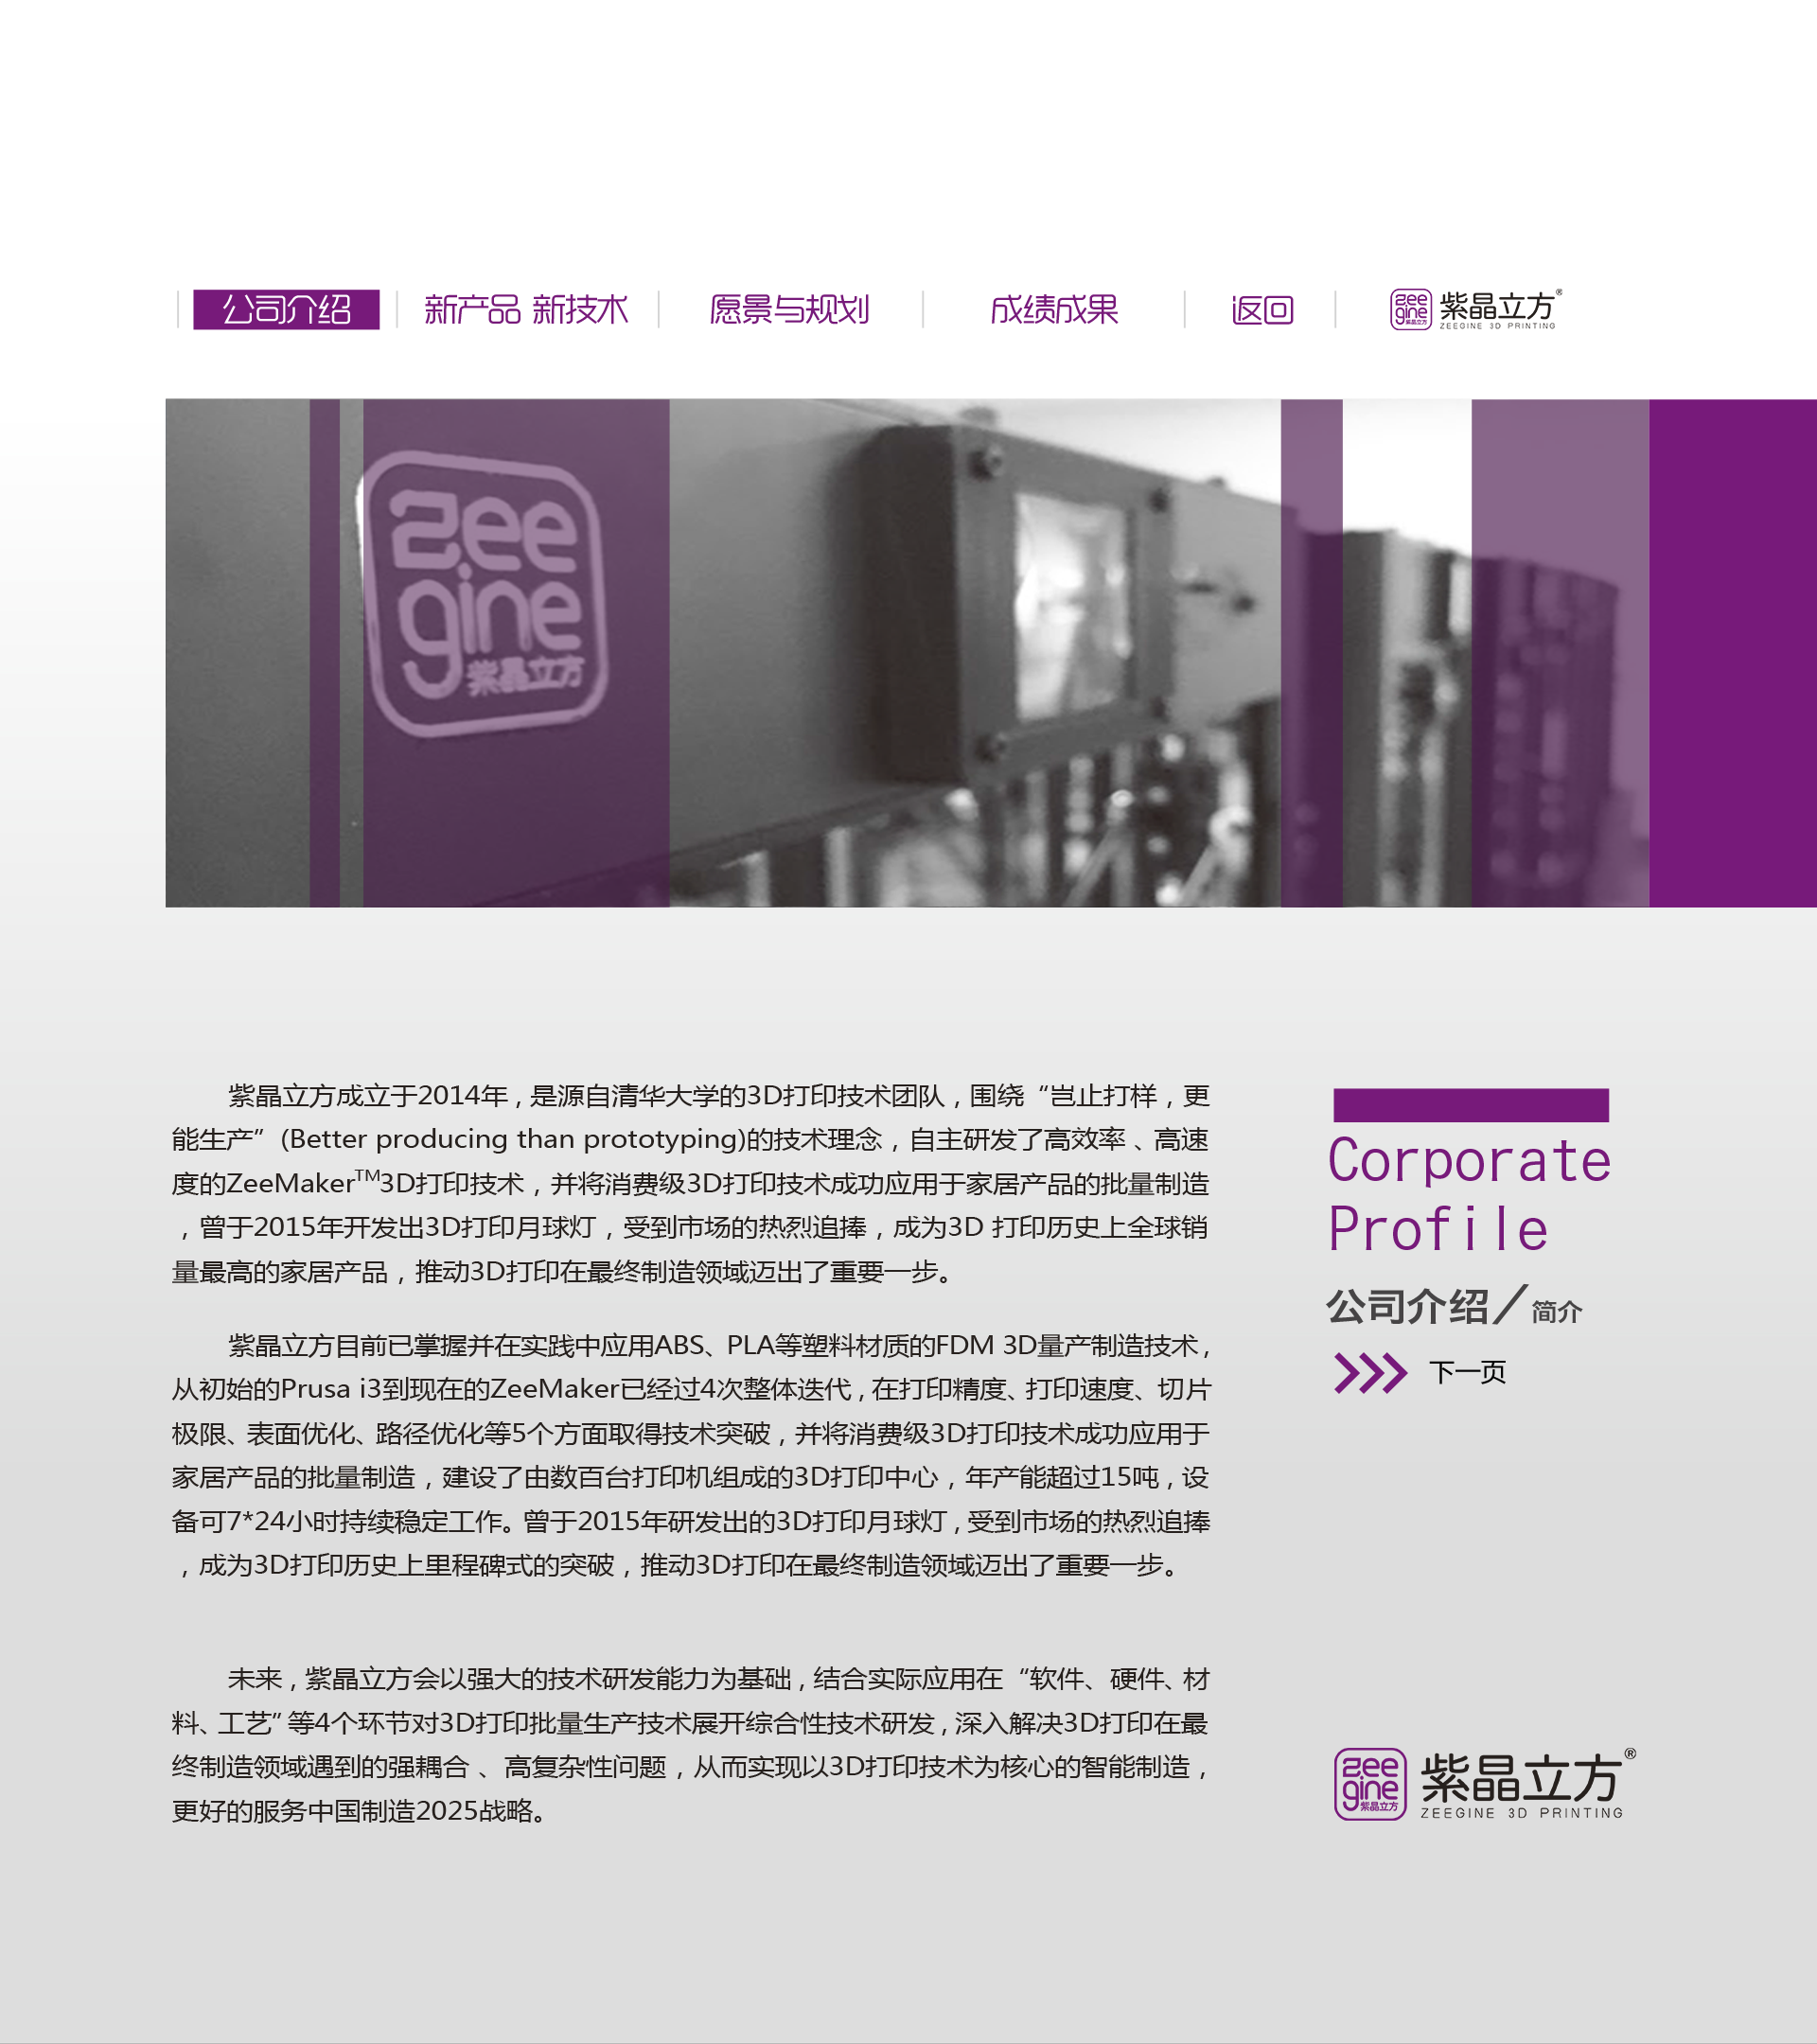 公司介绍 新产品 新技术 愿景与规划 成绩成果 返回 zee gine 紫晶立方 紫晶立方® ZEEGINE 3D PRINTING
zee
gine
紫晶立方
紫晶立方成立于2014年，是源自清华大学的3D打印技术团队，围绕“岂止打样，更
能生产”(Better producing than prototyping)的技术理念，自主研发了高效率、高速
度的ZeeMaker™3D打印技术，并将消费级3D打印技术成功应用于家居产品的批量制造
，曾于2015年开发出3D打印月球灯，受到市场的热烈追捧，成为3D 打印历史上全球销
量最高的家居产品，推动3D打印在最终制造领域迈出了重要一步。
紫晶立方目前已掌握并在实践中应用ABS、PLA等塑料材质的FDM 3D量产制造技术，
从初始的Prusa i3到现在的ZeeMaker已经过4次整体迭代，在打印精度、打印速度、切片
极限、表面优化、路径优化等5个方面取得技术突破，并将消费级3D打印技术成功应用于
家居产品的批量制造，建设了由数百台打印机组成的3D打印中心，年产能超过15吨，设
备可7*24小时持续稳定工作。曾于2015年研发出的3D打印月球灯，受到市场的热烈追捧
，成为3D打印历史上里程碑式的突破，推动3D打印在最终制造领域迈出了重要一步。
未来，紫晶立方会以强大的技术研发能力为基础，结合实际应用在“软件、硬件、材
料、工艺”等4个环节对3D打印批量生产技术展开综合性技术研发，深入解决3D打印在最
终制造领域遇到的强耦合、高复杂性问题，从而实现以3D打印技术为核心的智能制造，
更好的服务中国制造2025战略。
Corporate
Profile
公司介绍／简介
下一页
zee
gine
紫晶立方
紫晶立方®
ZEEGINE 3D PRINTING